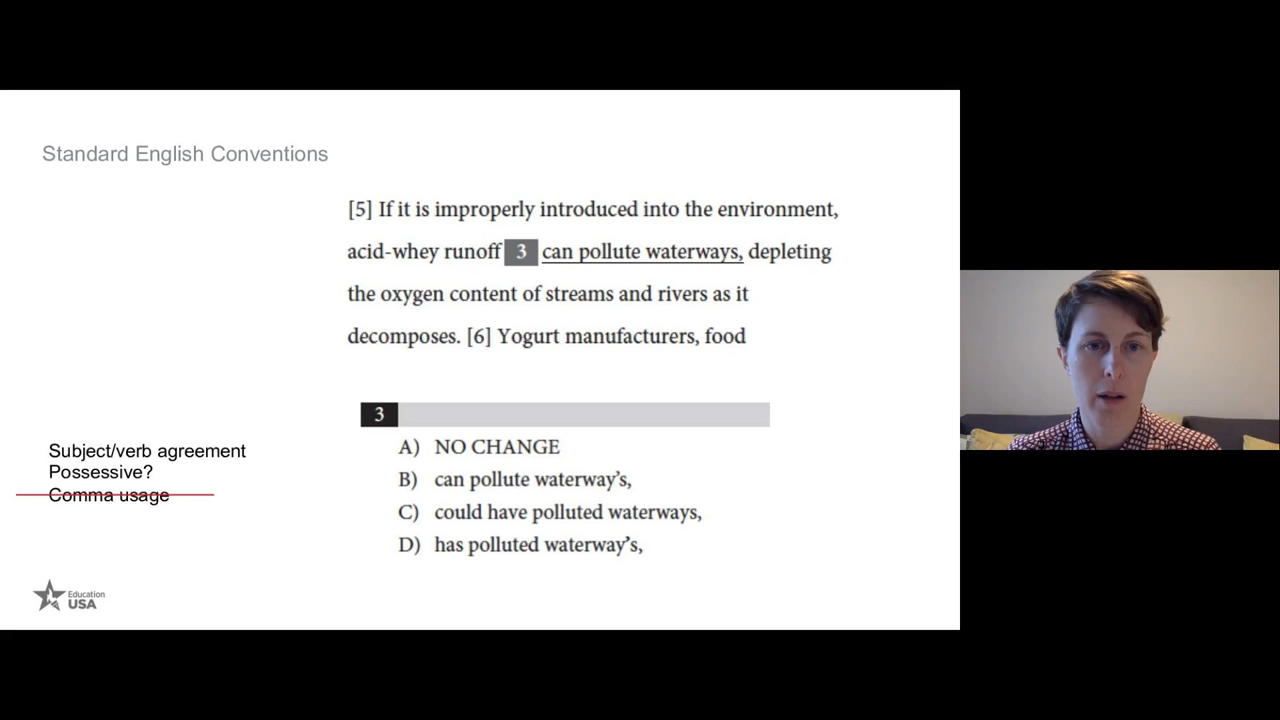 Standard English Conventions
[5] If it is improperly introduced into the environment,
acid-whey runoff 3 can pollute waterways, depleting
the oxygen content of streams and rivers as it
decomposes. [6] Yogurt manufacturers, food
3
A) NO CHANGE
B) can pollute waterway’s,
C) could have polluted waterways,
D) has polluted waterway’s,
Subject/verb agreement
Possessive?
Comma usage
Education
USA